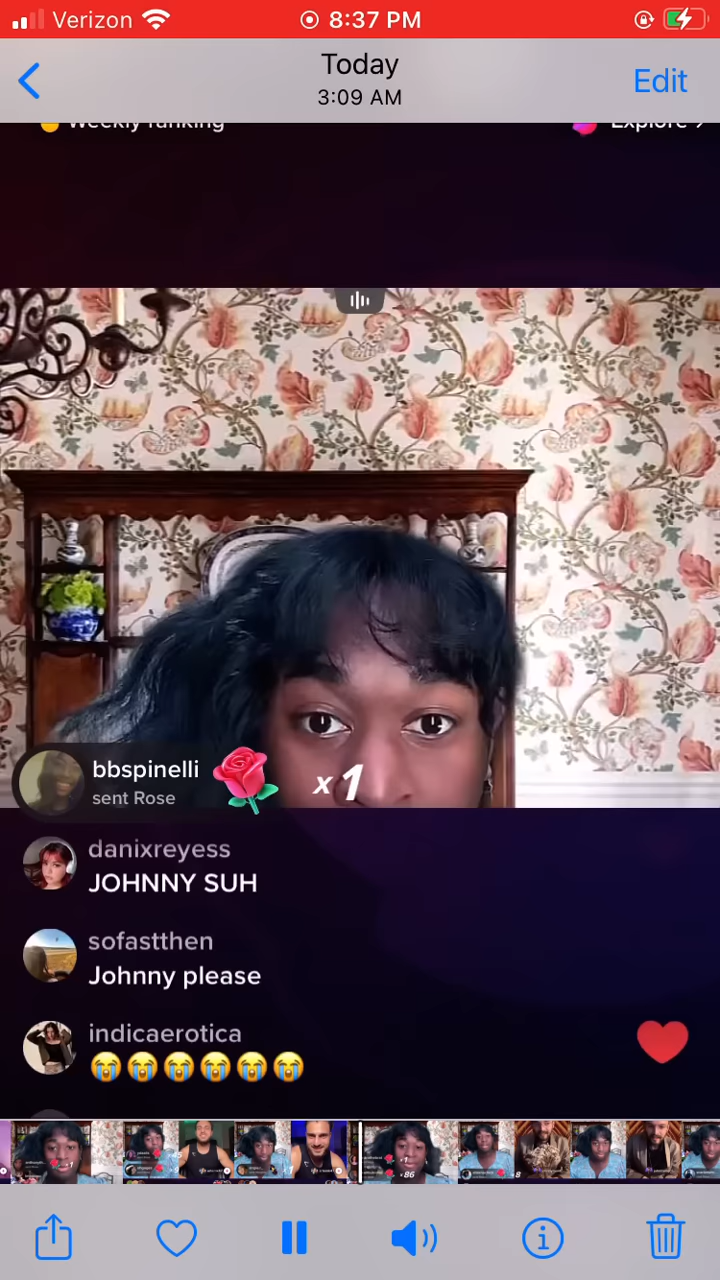 Verizon 8:37 PM
Today
3:09 AM
Edit
Weekly ranking
Explore
bbspinelli
sent Rose
x1
danixreyess
JOHNNY SUH
sofastthen
Johnny please
indicaerotica
😭😭😭😭😭😭